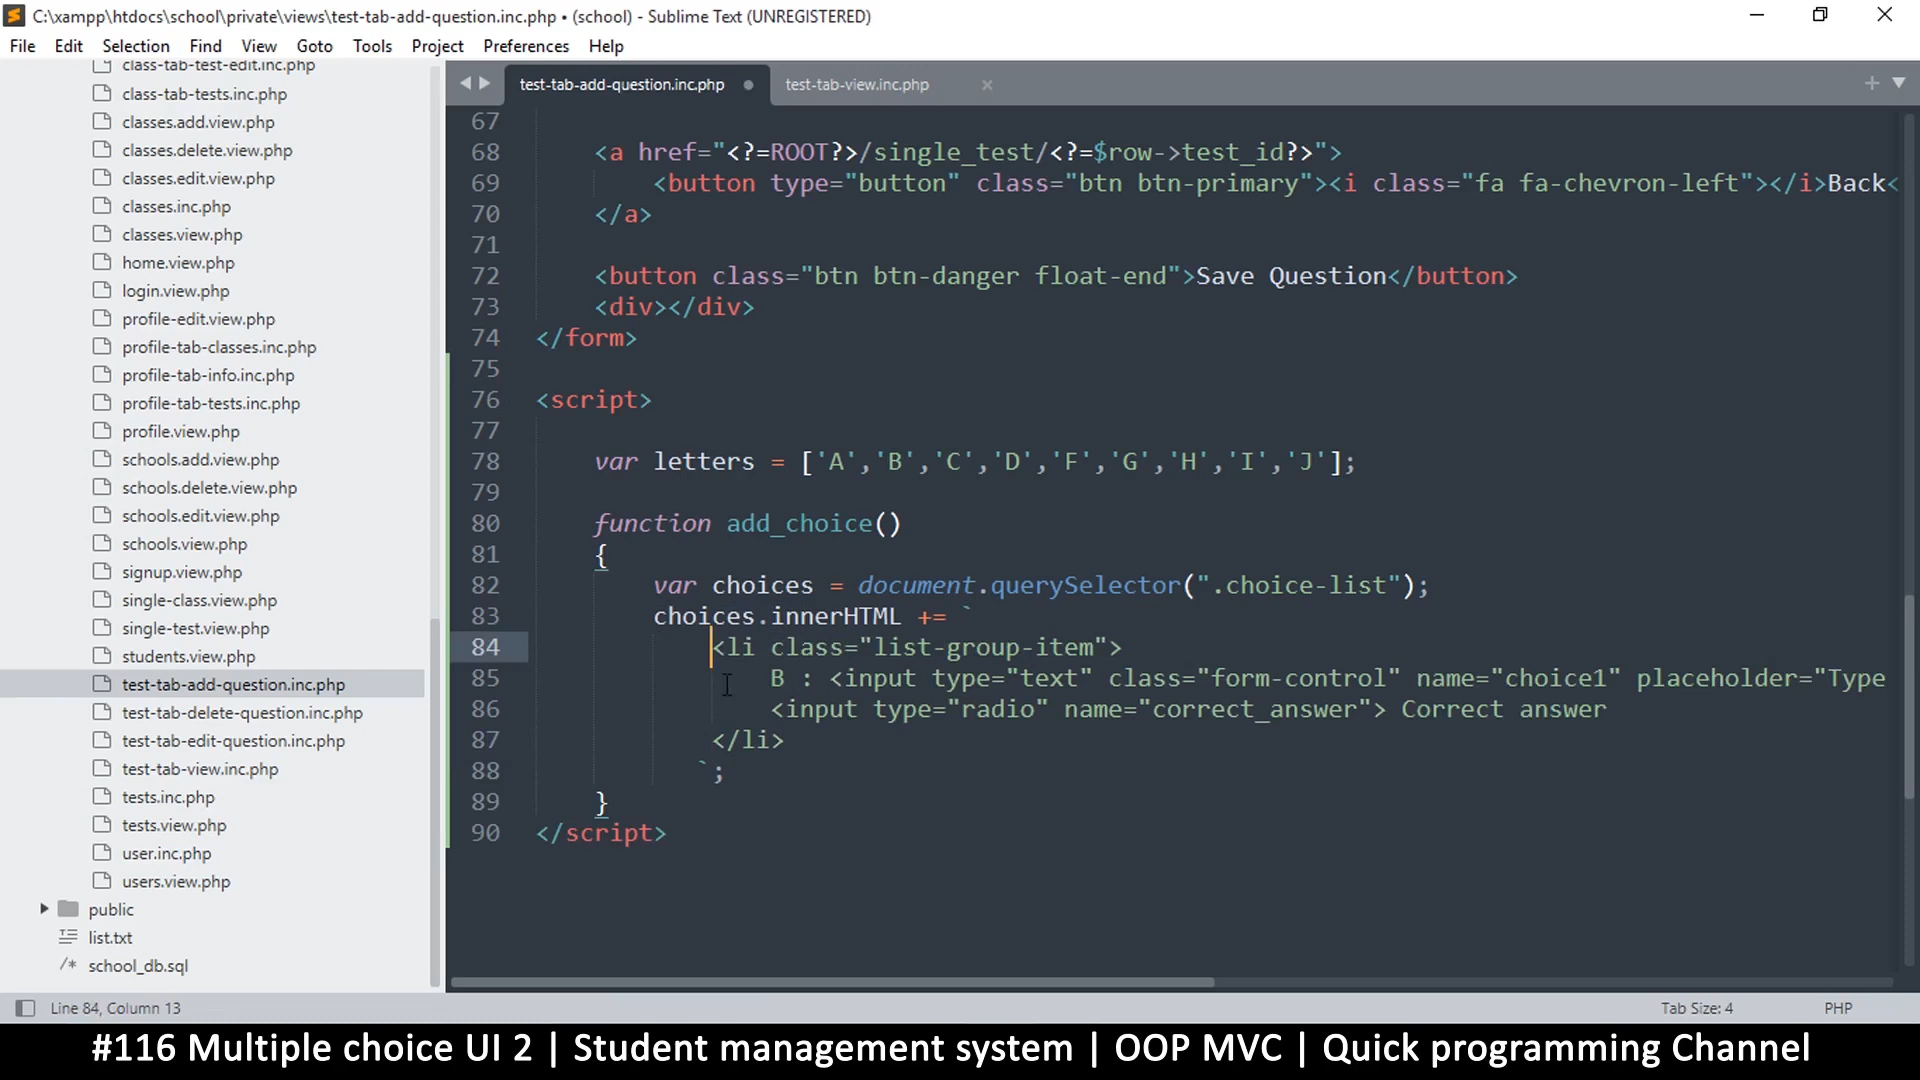 C:\xampp\htdocs\school\private\views\test-tab-add-question.inc.php • (school) - Sublime Text (UNREGISTERED)
File Edit Selection Find View Goto Tools Project Preferences Help
class-tab-test-edit.inc.php
class-tab-tests.inc.php
classes.add.view.php
classes.delete.view.php
classes.edit.view.php
classes.inc.php
classes.view.php
home.view.php
login.view.php
profile-edit.view.php
profile-tab-classes.inc.php
profile-tab-info.inc.php
profile-tab-tests.inc.php
profile.view.php
schools.add.view.php
schools.delete.view.php
schools.edit.view.php
schools.view.php
signup.view.php
single-class.view.php
single-test.view.php
students.view.php
test-tab-add-question.inc.php
test-tab-delete-question.inc.php
test-tab-edit-question.inc.php
test-tab-view.inc.php
tests.inc.php
tests.view.php
user.inc.php
users.view.php
public
list.txt
/* school_db.sql
test-tab-add-question.inc.php test-tab-view.inc.php
67
68 <a href="<?=ROOT?>/single_test/<?=$row->test_id?>">
69 <button type="button" class="btn btn-primary"><i class="fa fa-chevron-left"></i>Back<
70 </a>
71
72 <button class="btn btn-danger float-end">Save Question</button>
73 <div></div>
74 </form>
75
76 <script>
77
78 var letters = ['A','B','C','D','F','G','H','I','J'];
79
80 function add_choice()
81 {
82 var choices = document.querySelector(".choice-list");
83 choices.innerHTML += `
84 <li class="list-group-item">
85 B : <input type="text" class="form-control" name="choice1" placeholder="Type
86 <input type="radio" name="correct_answer"> Correct answer
87 </li>
88 `;
89 }
90 </script>
Line 84, Column 13 Tab Size: 4 PHP
#116 Multiple choice UI 2 | Student management system | OOP MVC | Quick programming Channel